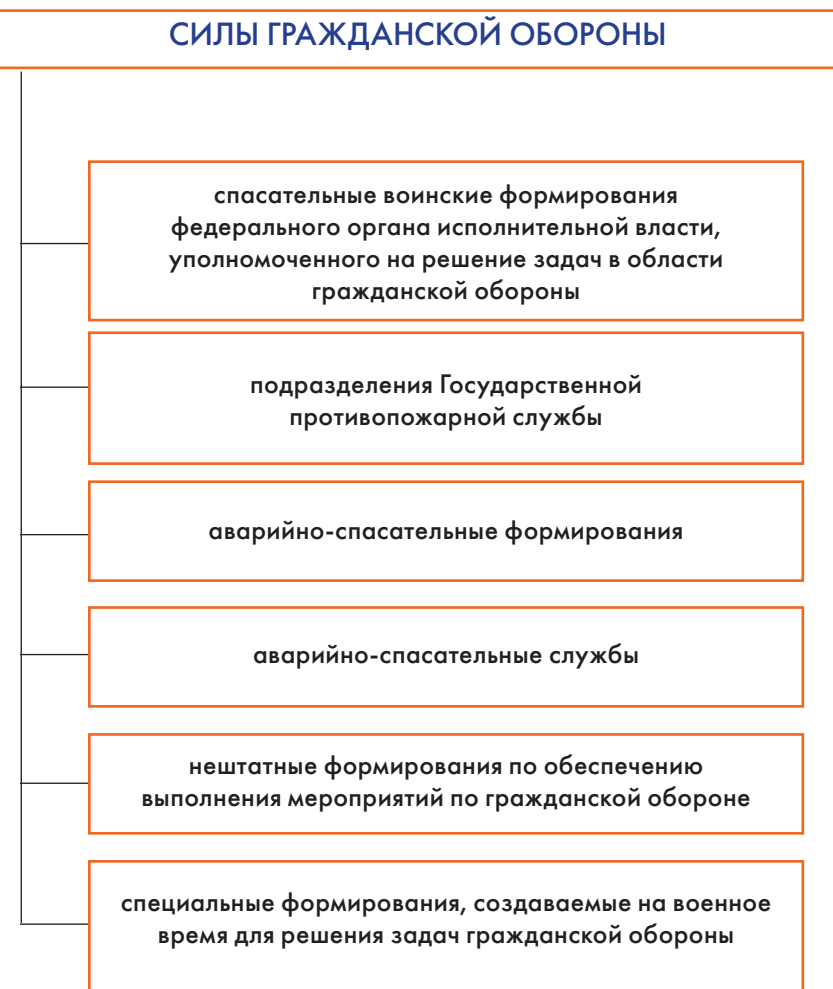 СИЛЫ ГРАЖДАНСКОЙ ОБОРОНЫ
спасательные воинские формирования
федерального органа исполнительной власти,
уполномоченного на решение задач в области
гражданской обороны
подразделения Государственной
противопожарной службы
аварийно-спасательные формирования
аварийно-спасательные службы
нештатные формирования по обеспечению
выполнения мероприятий по гражданской обороне
специальные формирования, создаваемые на военное
время для решения задач гражданской обороны